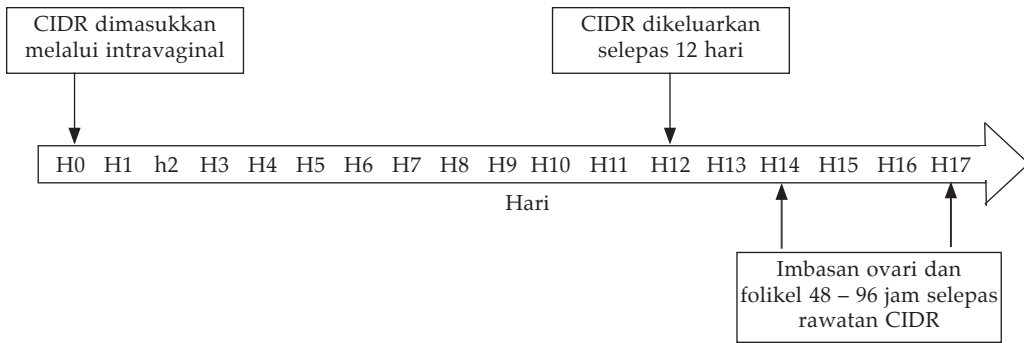 CIDR dimasukkan
melalui intravaginal
CIDR dikeluarkan
selepas 12 hari
H0 H1 h2 H3 H4 H5 H6 H7 H8 H9 H10 H11 H12 H13 H14 H15 H16 H17
Hari
Imbasan ovari dan
folikel 48 – 96 jam selepas
rawatan CIDR